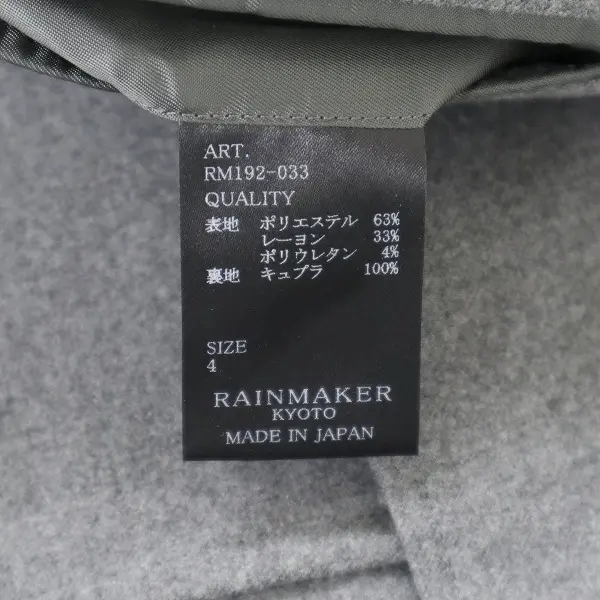 ART.
RM192-033
QUALITY
表地 ポリエステル 63%
レーヨン 33%
ポリウレタン 4%
裏地 キュプラ 100%
SIZE
4
RAINMAKER
KYOTO
MADE IN JAPAN